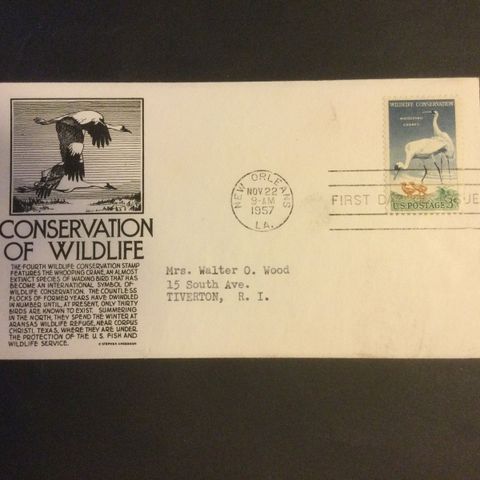 CONSERVATION
OF WILDLIFE
THE FOURTH WILDLIFE CONSERVATION STAMP
FEATURES THE WHOOPING CRANE, AN ALMOST
EXTINCT SPECIES OF WADING BIRD THAT HAS
BECOME AN INTERNATIONAL SYMBOL OF
WILDLIFE CONSERVATION. THE COUNTLESS
FLOCKS OF FORMER YEARS HAVE DWINDLED
IN NUMBER UNTIL, AT PRESENT, ONLY THIRTY
BIRDS ARE KNOWN TO EXIST. SUMMERING
IN THE NORTH, THEY SPEND THE WINTER AT
ARANSAS WILDLIFE REFUGE, NEAR CORPUS
CHRISTI, TEXAS, WHERE THEY ARE UNDER
THE PROTECTION OF THE U.S. FISH AND
WILDLIFE SERVICE.
© STEPHEN ANDERSON
NEW ORLEANS
NOV 22
9-AM
1957
LA.
WILDLIFE CONSERVATION
WHOOPING
CRANES
FIRST DA UE
U.S. POSTAGE 3¢
Mrs. Walter O. Wood
15 South Ave.
TIVERTON, R. I.